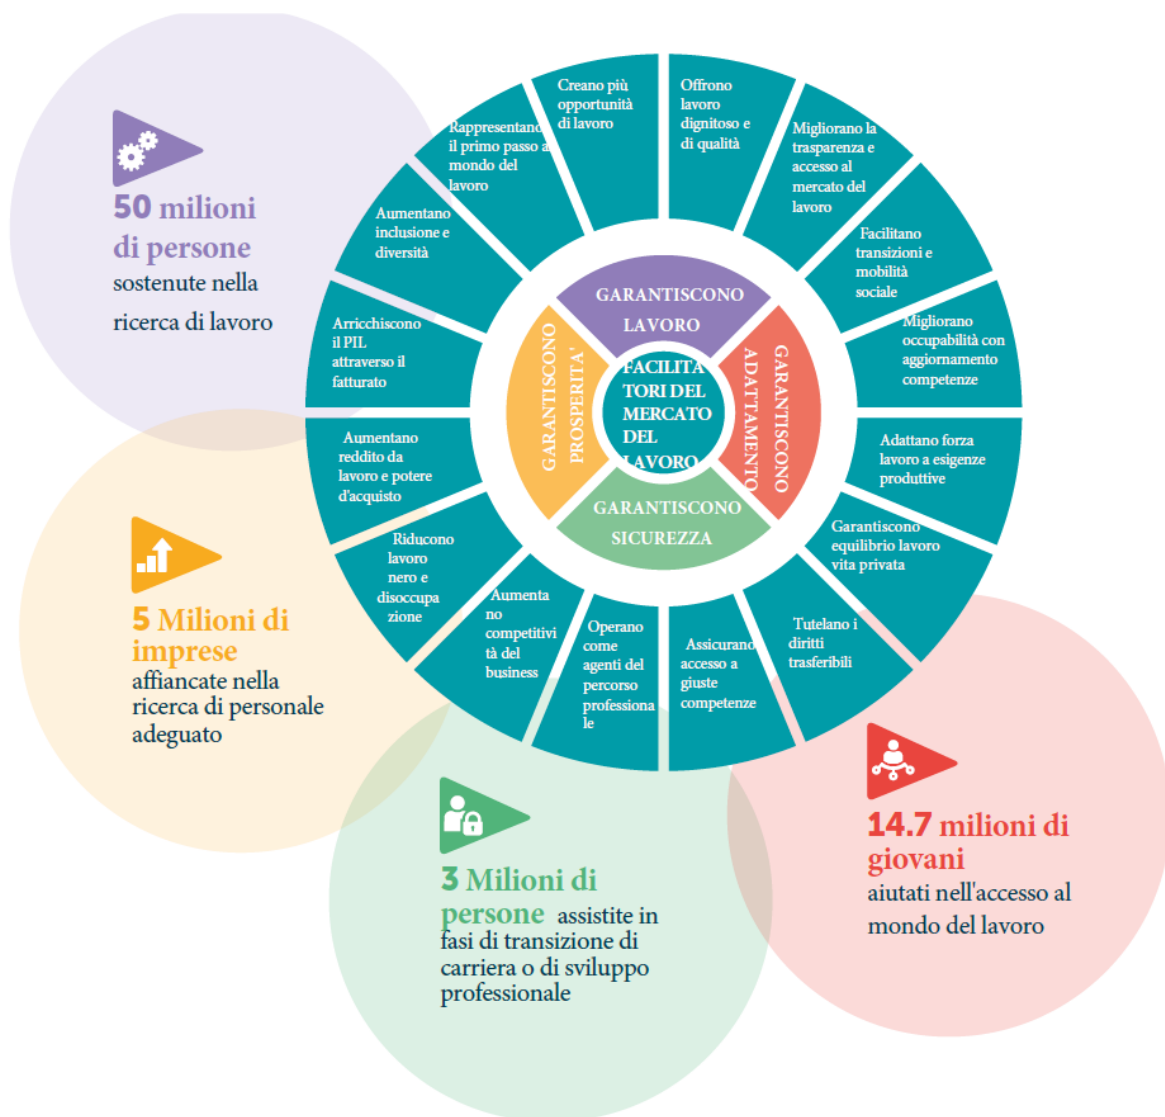 50 milioni
di persone
sostenute nella
ricerca di lavoro
5 Milioni di
imprese
affiancate nella
ricerca di personale
adeguato
3 Milioni di
persone assistite in
fasi di transizione di
carriera o di sviluppo
professionale
14.7 milioni di
giovani
aiutati nell'accesso al
mondo del lavoro
Creano più
opportunità
di lavoro
Offrono
lavoro
dignitoso e
di qualità
Migliorano la
trasparenza e
accesso al
mercato del
lavoro
Facilitano
transizioni e
mobilità
sociale
Migliorano
occupabilità con
aggiornamento
competenze
Adattano forza
lavoro a esigenze
produttive
Garantiscono
equilibrio lavoro
vita privata
Tutelano i
diritti
trasferibili
Assicurano
accesso a
giuste
competenze
Operano
come
agenti del
percorso
professiona
le
Aumenta
no
competitivi
tà del
business
Riducono
lavoro
nero e
disoccupa
zione
Aumentano
reddito da
lavoro e potere
d'acquisto
Arricchiscono
il PIL
attraverso il
fatturato
Aumentano
inclusione e
diversità
Rappresentano
il primo passo a
mondo del
lavoro
GARANTISCONO
LAVORO
GARANTISCONO
ADATTAMENTO
GARANTISCONO
SICUREZZA
GARANTISCONO
PROSPERITA'
FACILITA
TORI DEL
MERCATO
DEL
LAVORO